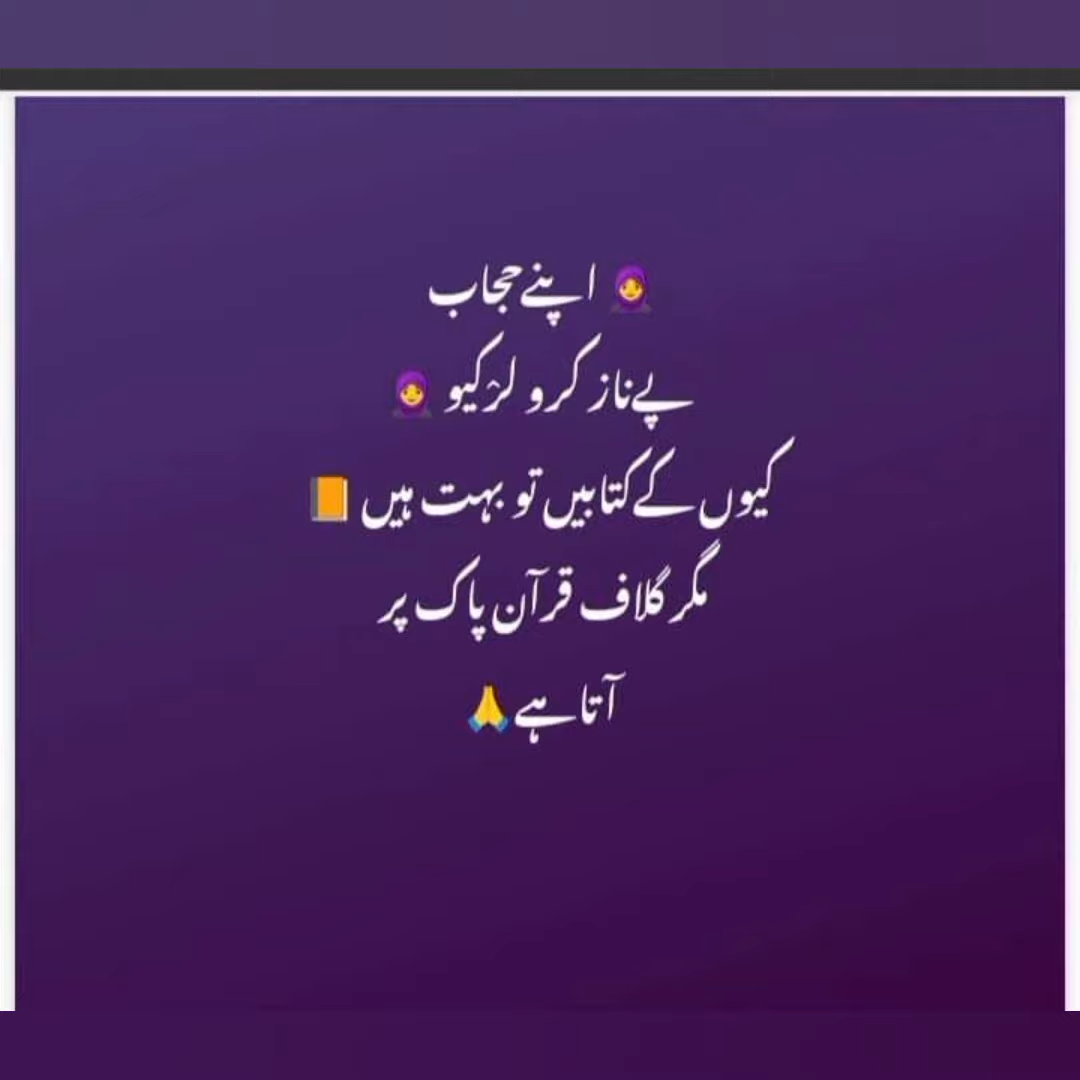 🧕 اپنے حجاب
پے ناز کرو لڑکیو 🧕
کیوں کے کتابیں تو بہت ہیں 📙
مگر گلاف قرآن پاک پر
آتا ہے 🙏